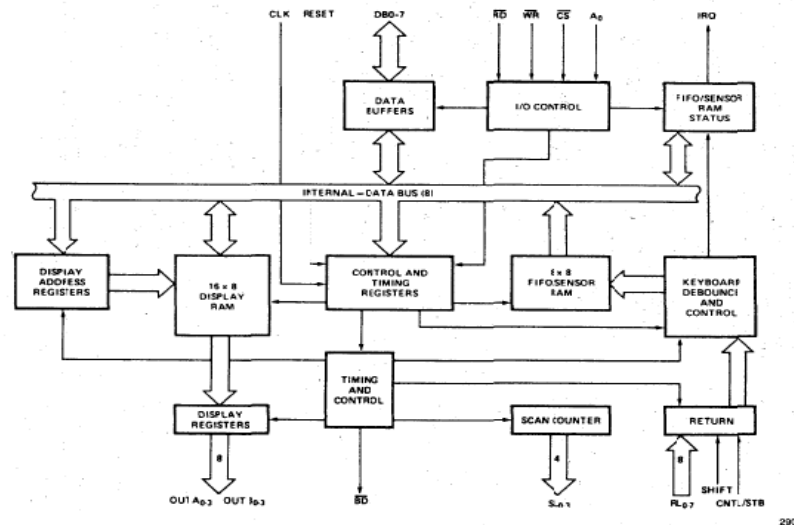 CLK RESET DB0-7 RD WR CS A0 IRQ
DATA
BUFFERS
I/O CONTROL
FIFO/SENSOR
RAM
STATUS
INTERNAL – DATA BUS (8)
DISPLAY
ADDRESS
REGISTERS
16 × 8
DISPLAY
RAM
CONTROL AND
TIMING
REGISTERS
8 × 8
FIFO/SENSOR
RAM
KEYBOARD
DEBOUNCE
AND
CONTROL
TIMING
AND
CONTROL
DISPLAY
REGISTERS
SCAN COUNTER
RETURN
8
4
8
OUT A0-3 OUT B0-3
BD
S0-3
RL0-7
SHIFT
CNTL/STB